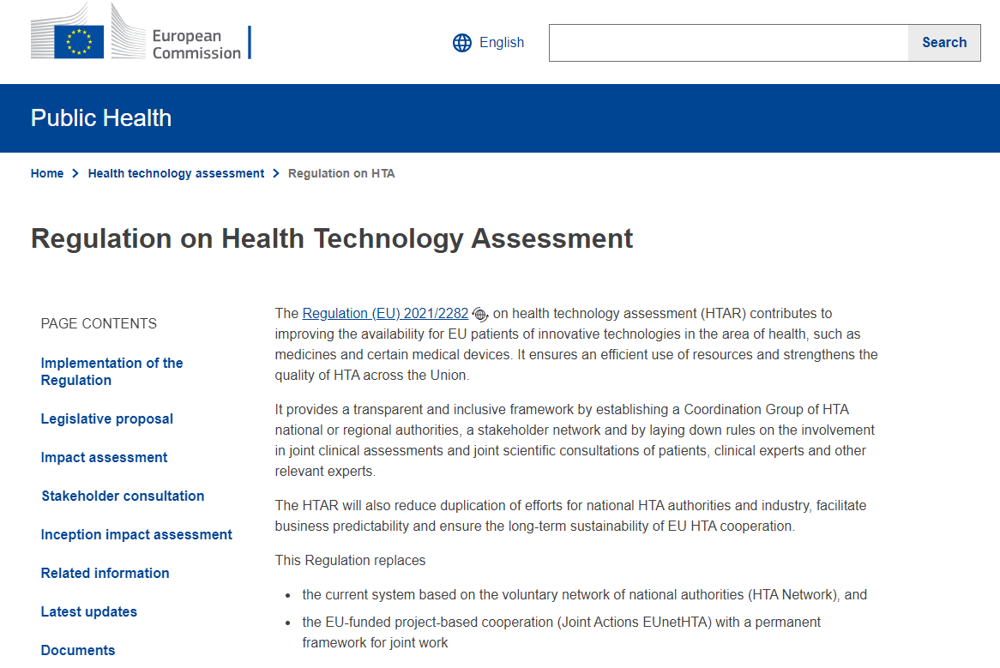 European
Commission
English
Search
Public Health
Home > Health technology assessment > Regulation on HTA
Regulation on Health Technology Assessment
PAGE CONTENTS
Implementation of the
Regulation
Legislative proposal
Impact assessment
Stakeholder consultation
Inception impact assessment
Related information
Latest updates
Documents
The Regulation (EU) 2021/2282 on health technology assessment (HTAR) contributes to
improving the availability for EU patients of innovative technologies in the area of health, such as
medicines and certain medical devices. It ensures an efficient use of resources and strengthens the
quality of HTA across the Union.
It provides a transparent and inclusive framework by establishing a Coordination Group of HTA
national or regional authorities, a stakeholder network and by laying down rules on the involvement
in joint clinical assessments and joint scientific consultations of patients, clinical experts and other
relevant experts.
The HTAR will also reduce duplication of efforts for national HTA authorities and industry, facilitate
business predictability and ensure the long-term sustainability of EU HTA cooperation.
This Regulation replaces
• the current system based on the voluntary network of national authorities (HTA Network), and
• the EU-funded project-based cooperation (Joint Actions EUnetHTA) with a permanent
framework for joint work